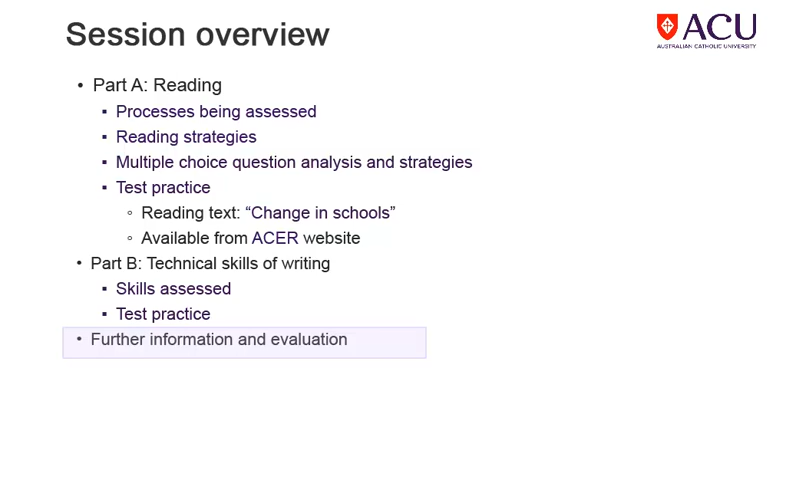 Session overview
ACU
AUSTRALIAN CATHOLIC UNIVERSITY
• Part A: Reading
▪ Processes being assessed
▪ Reading strategies
▪ Multiple choice question analysis and strategies
▪ Test practice
◦ Reading text: “Change in schools”
◦ Available from ACER website
• Part B: Technical skills of writing
▪ Skills assessed
▪ Test practice
• Further information and evaluation